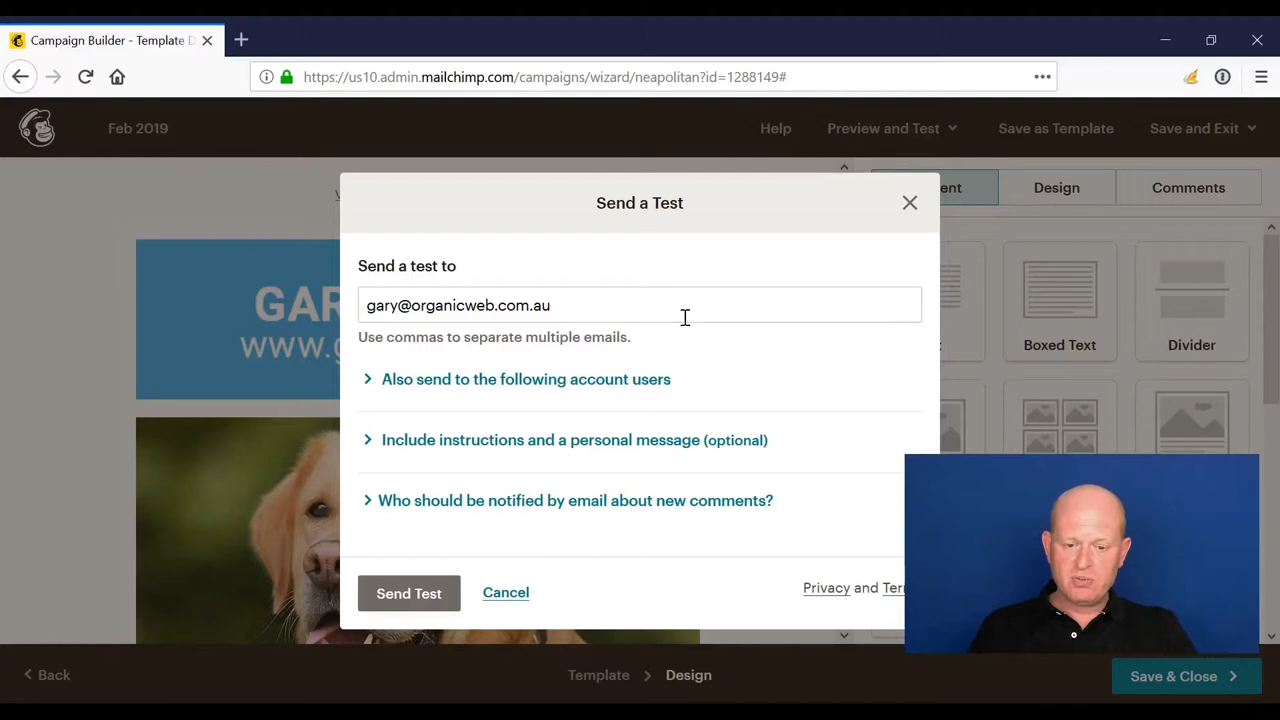 Campaign Builder - Template D
https://us10.admin.mailchimp.com/campaigns/wizard/neapolitan?id=1288149#
Feb 2019
Help
Preview and Test
Save as Template
Save and Exit
Send a Test
Design
Comments
Send a test to
gary@organicweb.com.au
Use commas to separate multiple emails.
Boxed Text
Divider
Also send to the following account users
Include instructions and a personal message (optional)
Who should be notified by email about new comments?
Send Test
Cancel
Privacy and
Back
Template
Design
Save & Close